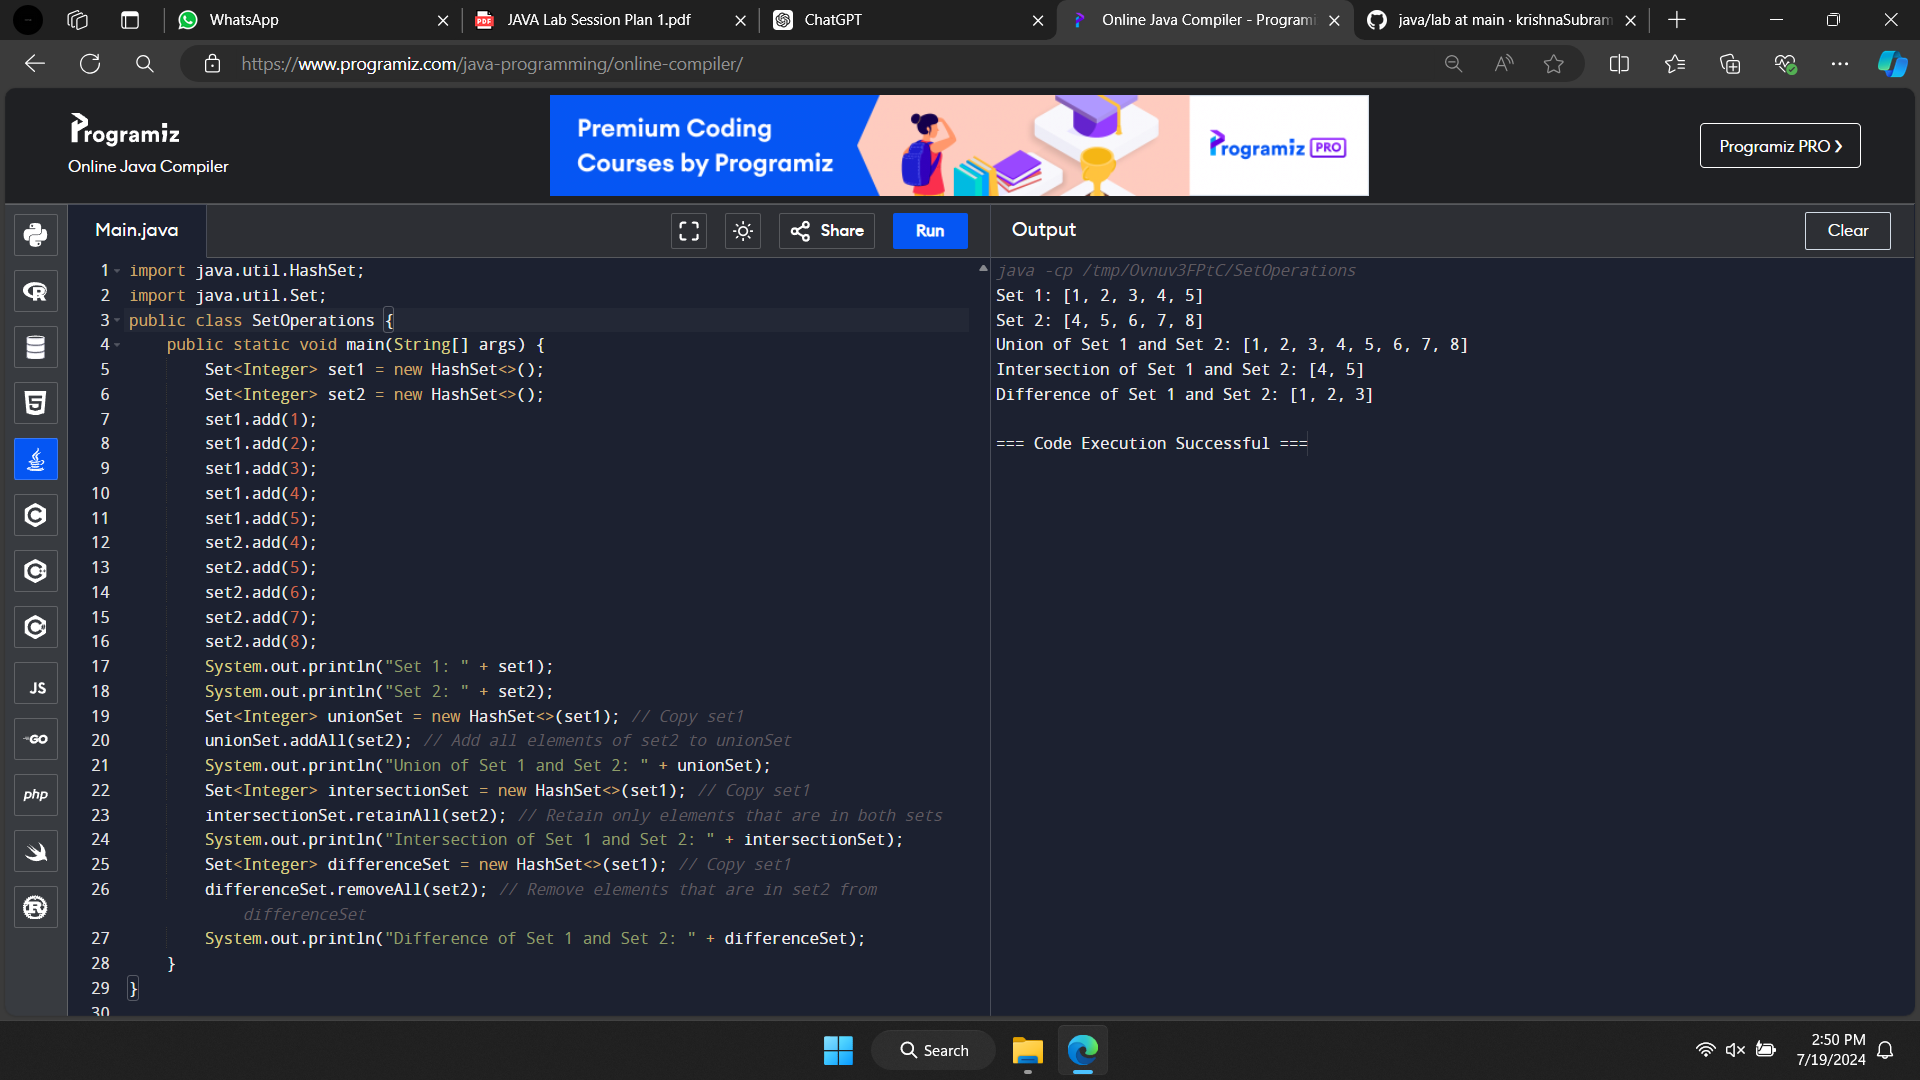 WhatsApp
JAVA Lab Session Plan 1.pdf
ChatGPT
Online Java Compiler - Programi
java/lab at main · krishnaSubram
https://www.programiz.com/java-programming/online-compiler/
Programiz
Online Java Compiler
Premium Coding
Courses by Programiz
Programiz PRO
Programiz PRO
Main.java
Share
Run
Output
Clear
1 import java.util.HashSet;
2 import java.util.Set;
3 public class SetOperations {
4 public static void main(String[] args) {
5 Set<Integer> set1 = new HashSet<>();
6 Set<Integer> set2 = new HashSet<>();
7 set1.add(1);
8 set1.add(2);
9 set1.add(3);
10 set1.add(4);
11 set1.add(5);
12 set2.add(4);
13 set2.add(5);
14 set2.add(6);
15 set2.add(7);
16 set2.add(8);
17 System.out.println("Set 1: " + set1);
18 System.out.println("Set 2: " + set2);
19 Set<Integer> unionSet = new HashSet<>(set1); // Copy set1
20 unionSet.addAll(set2); // Add all elements of set2 to unionSet
21 System.out.println("Union of Set 1 and Set 2: " + unionSet);
22 Set<Integer> intersectionSet = new HashSet<>(set1); // Copy set1
23 intersectionSet.retainAll(set2); // Retain only elements that are in both sets
24 System.out.println("Intersection of Set 1 and Set 2: " + intersectionSet);
25 Set<Integer> differenceSet = new HashSet<>(set1); // Copy set1
26 differenceSet.removeAll(set2); // Remove elements that are in set2 from
differenceSet
27 System.out.println("Difference of Set 1 and Set 2: " + differenceSet);
28 }
29 }
30
java -cp /tmp/Ovnuv3FPtC/SetOperations
Set 1: [1, 2, 3, 4, 5]
Set 2: [4, 5, 6, 7, 8]
Union of Set 1 and Set 2: [1, 2, 3, 4, 5, 6, 7, 8]
Intersection of Set 1 and Set 2: [4, 5]
Difference of Set 1 and Set 2: [1, 2, 3]
=== Code Execution Successful ===
JS
GO
php
Search
2:50 PM
7/19/2024